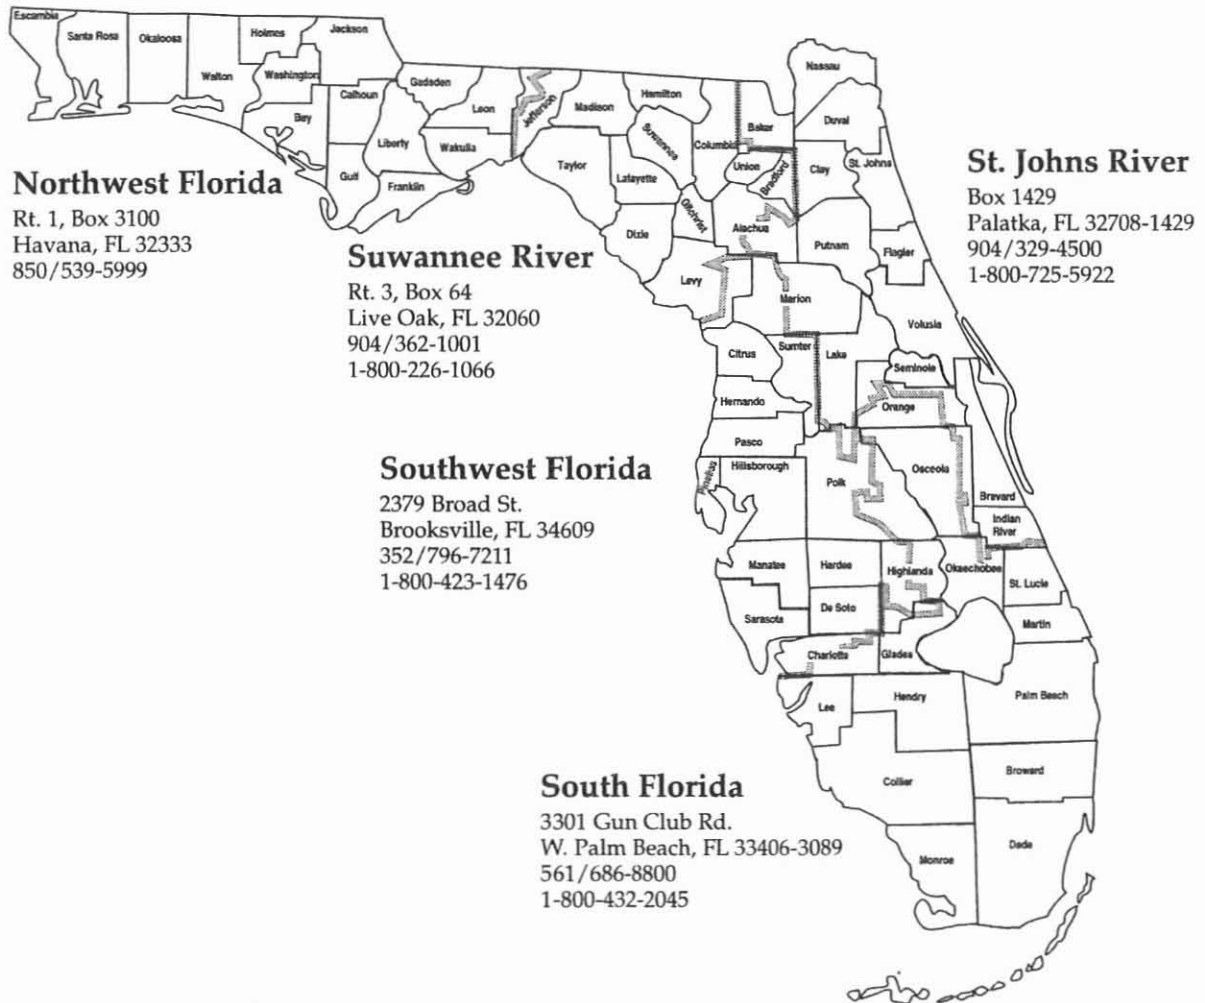 Escambia
Santa Rosa
Okaloosa
Walton
Holmes
Washington
Jackson
Bay
Calhoun
Gulf
Liberty
Franklin
Gadsden
Leon
Wakulla
Jefferson
Madison
Taylor
Hamilton
Suwannee
Lafayette
Dixie
Columbia
Gilchrist
Baker
Union
Bradford
Alachua
Levy
Nassau
Duval
Clay
St. Johns
Putnam
Flagler
Marion
Volusia
Citrus
Sumter
Lake
Seminole
Orange
Hernando
Pasco
Pinellas
Hillsborough
Polk
Osceola
Brevard
Indian
River
Manatee
Hardee
Highlands
Okeechobee
St. Lucie
Sarasota
De Soto
Martin
Charlotte
Glades
Lee
Hendry
Palm Beach
Collier
Broward
Monroe
Dade
Northwest Florida
Rt. 1, Box 3100
Havana, FL 32333
850/539-5999
Suwannee River
Rt. 3, Box 64
Live Oak, FL 32060
904/362-1001
1-800-226-1066
St. Johns River
Box 1429
Palatka, FL 32708-1429
904/329-4500
1-800-725-5922
Southwest Florida
2379 Broad St.
Brooksville, FL 34609
352/796-7211
1-800-423-1476
South Florida
3301 Gun Club Rd.
W. Palm Beach, FL 33406-3089
561/686-8800
1-800-432-2045